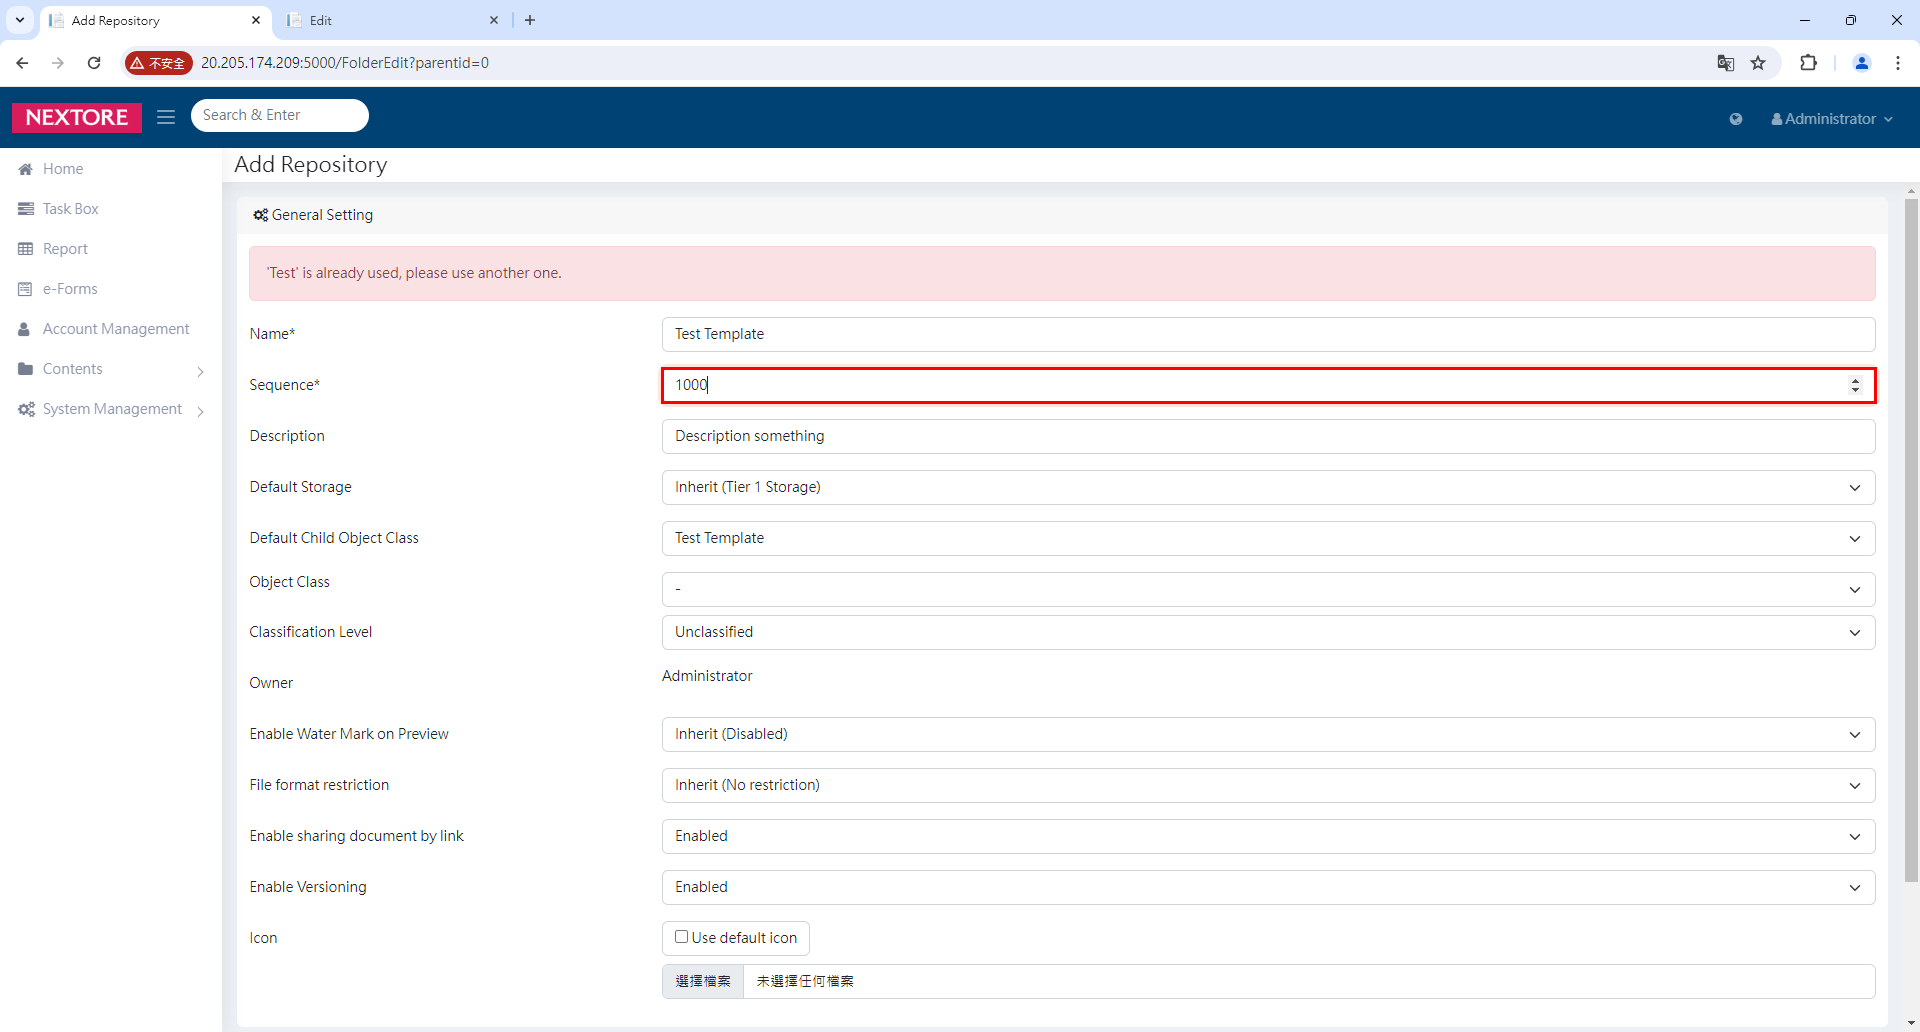 Add Repository
Edit
不安全
20.205.174.209:5000/FolderEdit?parentid=0
NEXTORE
Search & Enter
Administrator
Home
Task Box
Report
e-Forms
Account Management
Contents
System Management
Add Repository
General Setting
'Test' is already used, please use another one.
Name*
Test Template
Sequence*
1000
Description
Description something
Default Storage
Inherit (Tier 1 Storage)
Default Child Object Class
Test Template
Object Class
-
Classification Level
Unclassified
Owner
Administrator
Enable Water Mark on Preview
Inherit (Disabled)
File format restriction
Inherit (No restriction)
Enable sharing document by link
Enabled
Enable Versioning
Enabled
Icon
Use default icon
選擇檔案 未選擇任何檔案